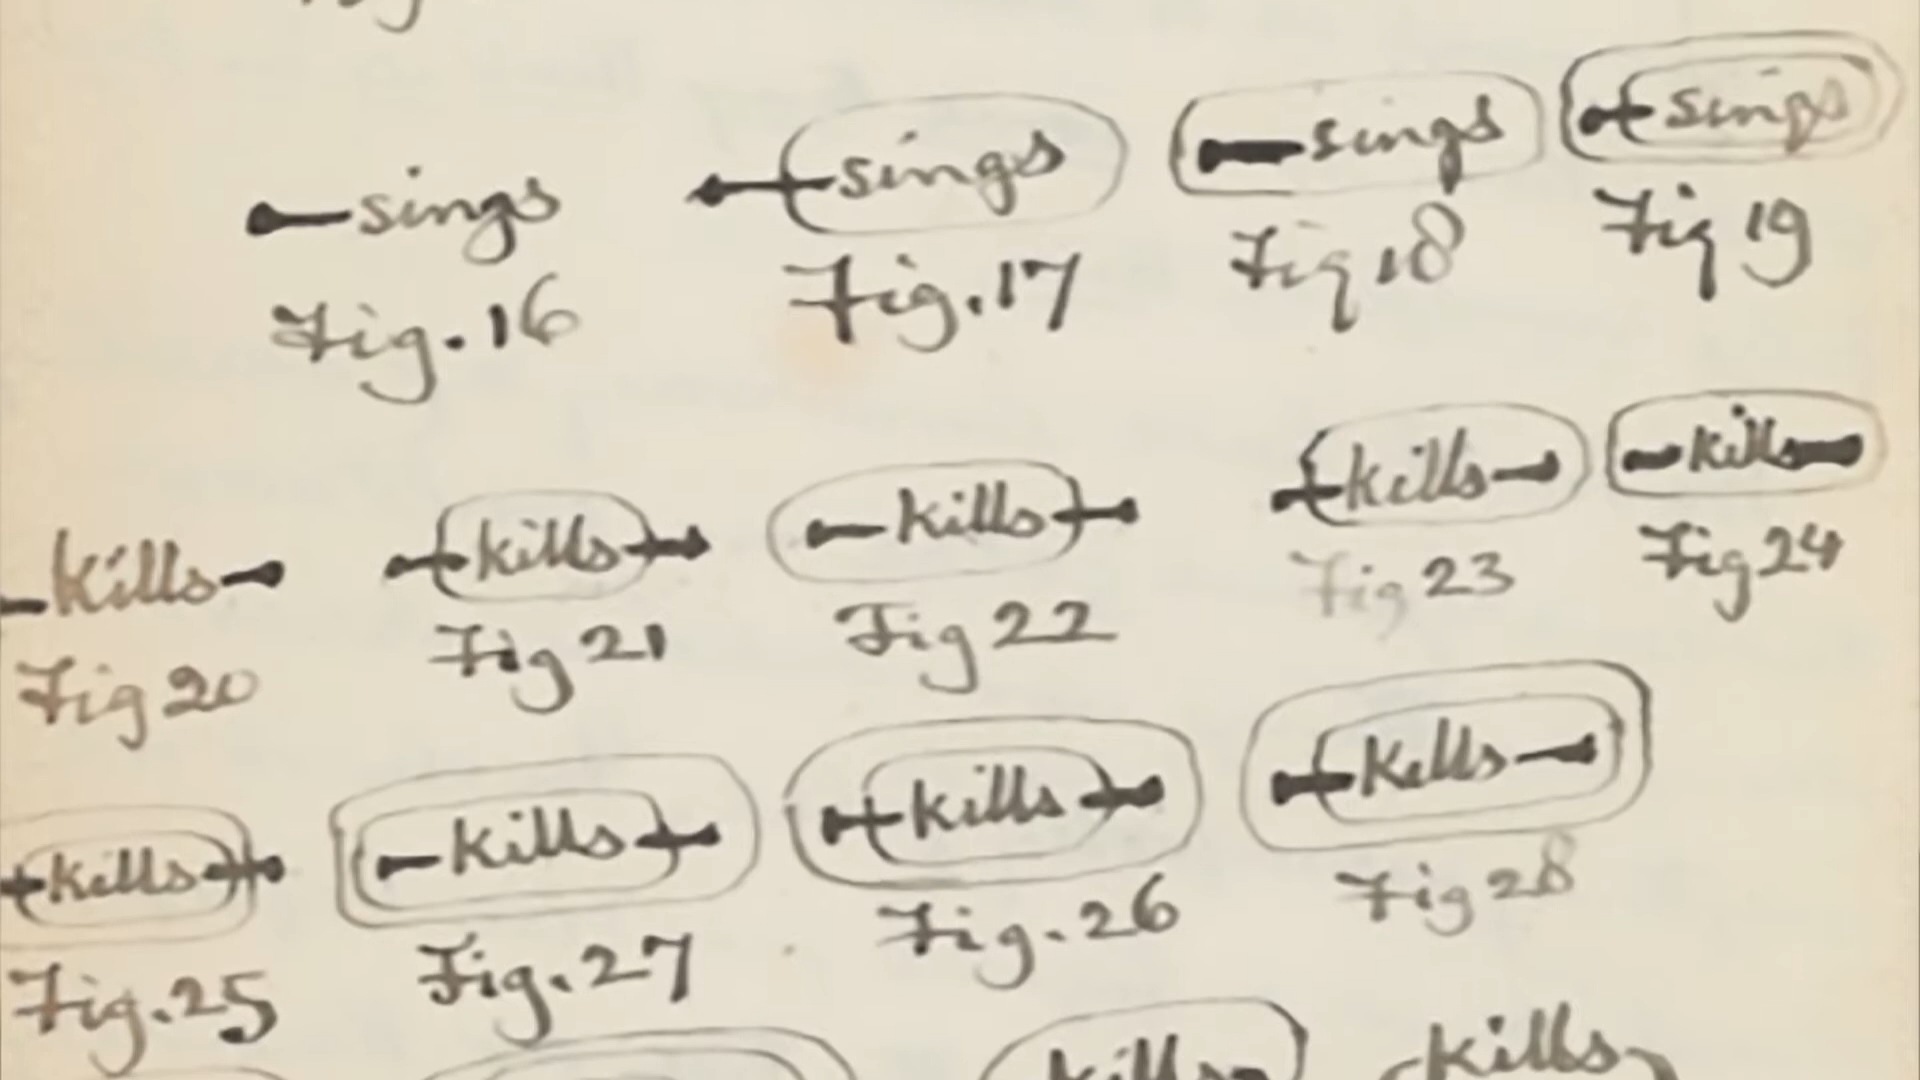 sings sings sings sings
Fig. 16 Fig. 17 Fig 18 Fig 19
kills kills kills kills kills
Fig 20 Fig 21 Fig 22 Fig 23 Fig 24
kills kills kills kills
Fig. 25 Fig. 27 Fig. 26 Fig 28
kills kills